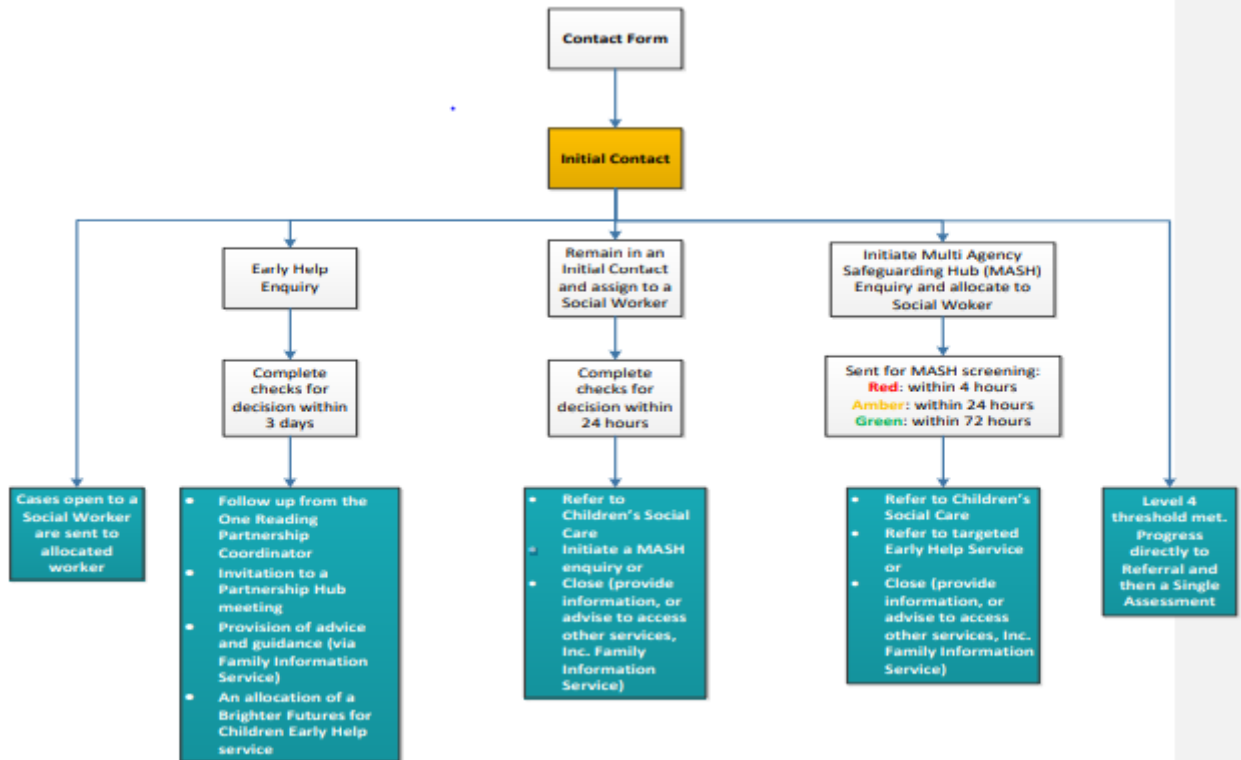 Contact Form
Initial Contact
Early Help
Enquiry
Remain in an
Initial Contact
and assign to a
Social Worker
Initiate Multi Agency
Safeguarding Hub (MASH)
Enquiry and allocate to
Social Woker
Complete
checks for
decision within
3 days
Complete
checks for
decision within
24 hours
Sent for MASH screening:
Red: within 4 hours
Amber: within 24 hours
Green: within 72 hours
Cases open to a
Social Worker
are sent to
allocated
worker
• Follow up from the
One Reading
Partnership
Coordinator
• Invitation to a
Partnership Hub
meeting
• Provision of advice
and guidance (via
Family Information
Service)
• An allocation of a
Brighter Futures for
Children Early Help
service
• Refer to
Children's Social
Care
• Initiate a MASH
enquiry or
• Close (provide
information, or
advise to access
other services,
Inc. Family
Information
Service)
• Refer to Children's
Social Care
• Refer to targeted
Early Help Service
or
• Close (provide
information, or
advise to access
other services, Inc.
Family Information
Service)
Level 4
threshold met.
Progress
directly to
Referral and
then a Single
Assessment